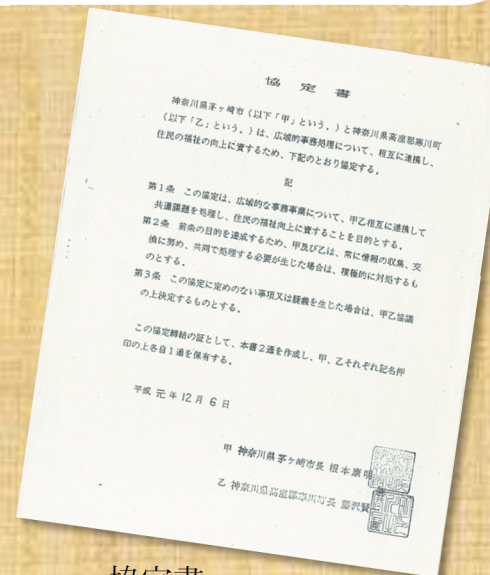 協定書
神奈川県茅ヶ崎市（以下「甲」という。）と神奈川県高座郡寒川町
（以下「乙」という。）は、広域的事務処理について、相互に連携し、
住民の福祉の向上に資するため、下記のとおり協定する。
記
第１条　この協定は、広域的な事務事業について、甲乙相互に連携して
共通課題を処理し、住民の福祉向上に資することを目的とする。
第２条　前条の目的を達成するため、甲及び乙は、常に情報の収集、交
換に努め、共同で処理する必要が生じた場合は、積極的に対処するも
のとする。
第３条　この協定に定めのない事項又は疑義を生じた場合は、甲乙協議
の上決定するものとする。
この協定締結の証として、本書２通を作成し、甲、乙それぞれ記名押
印の上各自１通を保有する。
平成元年12月6日
甲　神奈川県茅ヶ崎市長　根本康明
乙　神奈川県高座郡寒川町長　藤沢賢
協定書